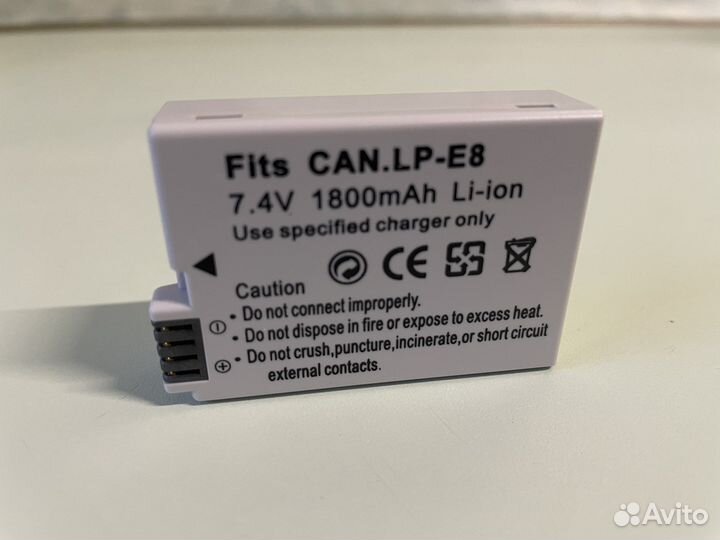 Fits CAN.LP-E8
7.4V 1800mAh Li-ion
Use specified charger only
CE
Caution
• Do not connect improperly.
• Do not dispose in fire or expose to excess heat.
• Do not crush,puncture,incinerate,or short circuit
external contacts.
Avito